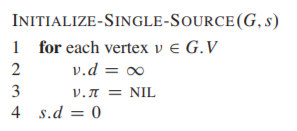 INITIALIZE-SINGLE-SOURCE(G, s)
1 for each vertex v ∈ G.V
2 v.d = ∞
3 v.π = NIL
4 s.d = 0